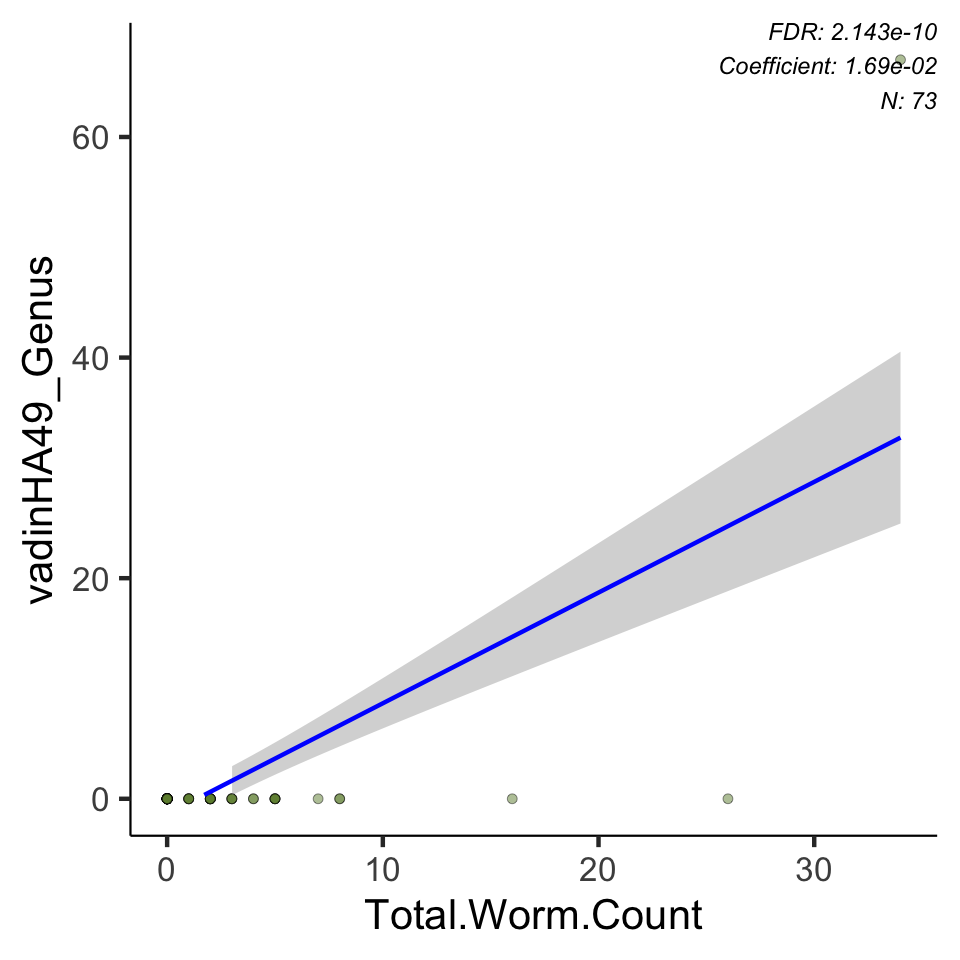 FDR: 2.143e-10
Coefficient: 1.69e-02
N: 73
60
40
20
0
vadinHA49_Genus
0 10 20 30
Total.Worm.Count